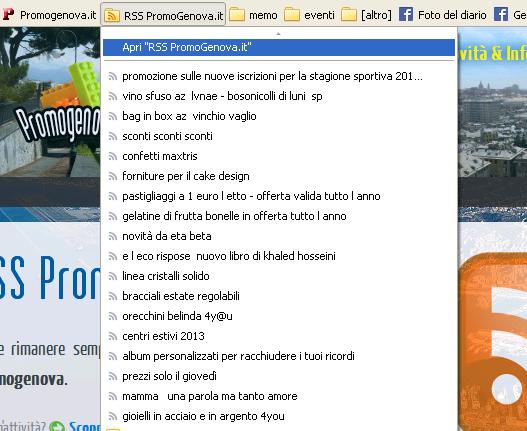 Promogenova.it RSS PromoGenova.it memo eventi [altro] Foto del diario Ge
Apri "RSS PromoGenova.it"
promozione sulle nuove iscrizioni per la stagione sportiva 201...
vino sfuso az lvnae - bosonicolli di luni sp
bag in box az vinchio vaglio
sconti sconti sconti
confetti maxtris
forniture per il cake design
pastigliaggi a 1 euro l etto - offerta valida tutto l anno
gelatine di frutta bonelle in offerta tutto l anno
novità da eta beta
e l eco rispose nuovo libro di khaled hosseini
linea cristalli solido
bracciali estate regolabili
orecchini belinda 4y@u
centri estivi 2013
album personalizzati per racchiudere i tuoi ricordi
prezzi solo il giovedì
mamma una parola ma tanto amore
gioielli in acciaio e in argento 4you
vità & Inf
Promogenov
SS Pron
e rimanere semp
mogenova.
attività? Scopr